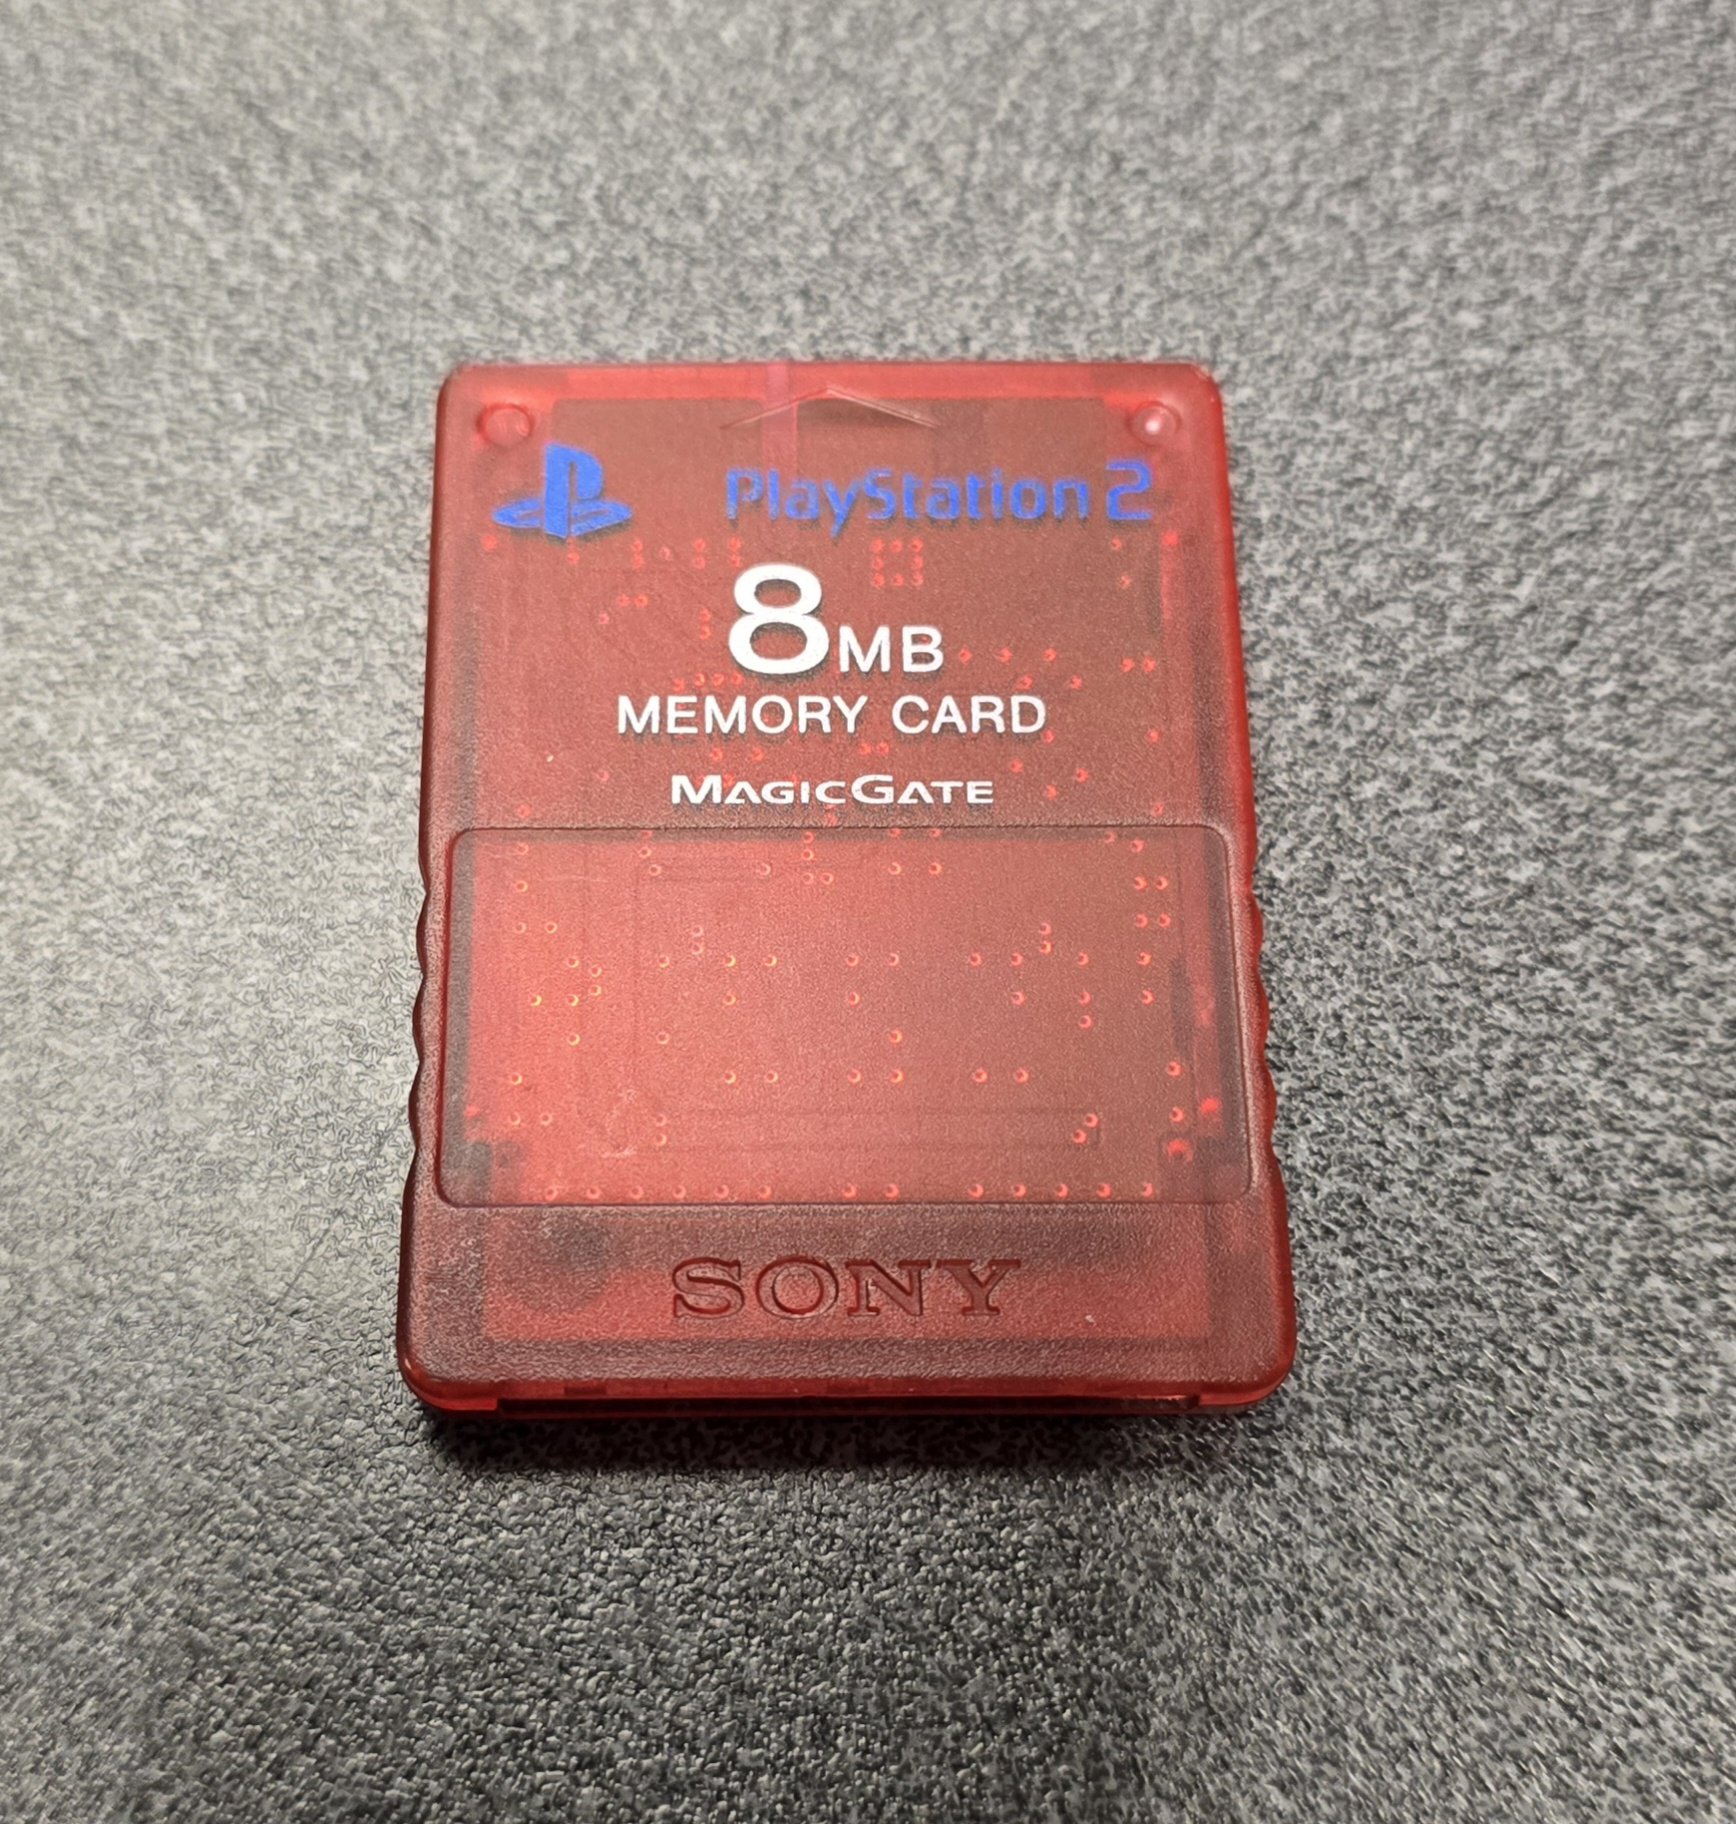 PlayStation 2
8MB
MEMORY CARD
MAGICGATE
SONY